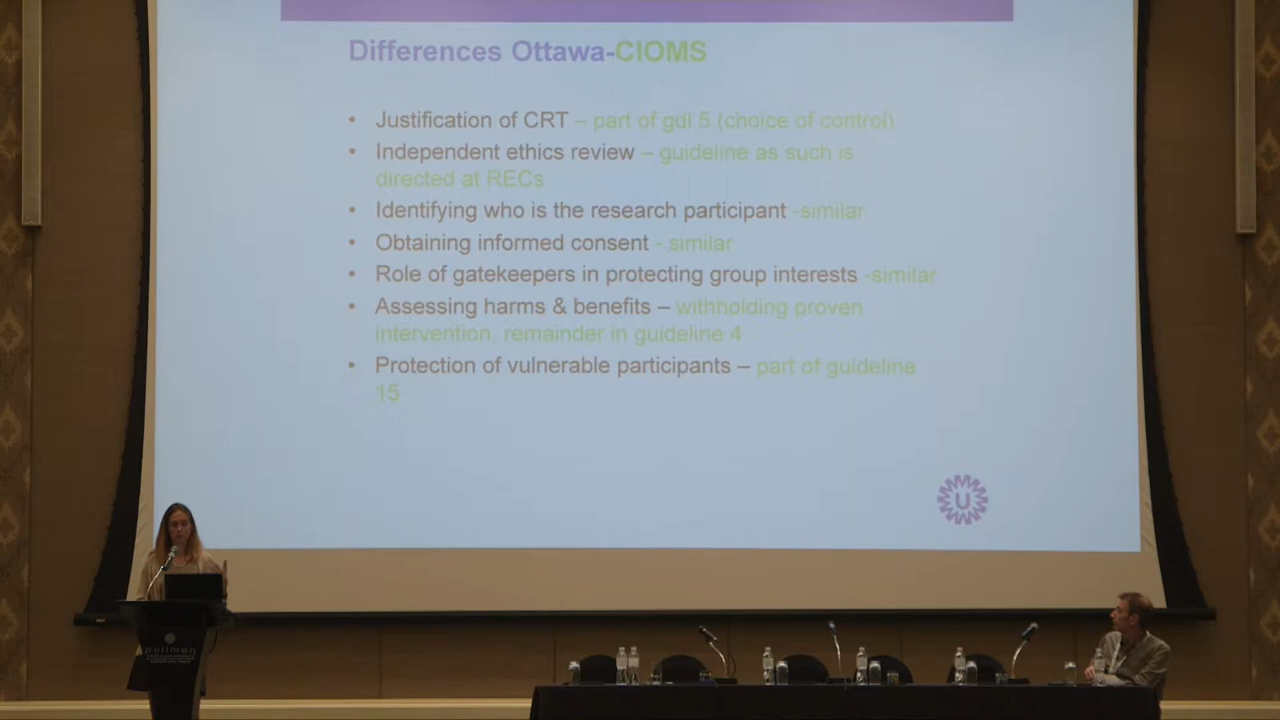 Differences Ottawa-CIOMS
• Justification of CRT – part of gdl 5 (choice of control)
• Independent ethics review – guideline as such is
directed at RECs
• Identifying who is the research participant -similar
• Obtaining informed consent - similar
• Role of gatekeepers in protecting group interests -similar
• Assessing harms & benefits – withholding proven
intervention, remainder in guideline 4
• Protection of vulnerable participants – part of guideline
15
U
pullman